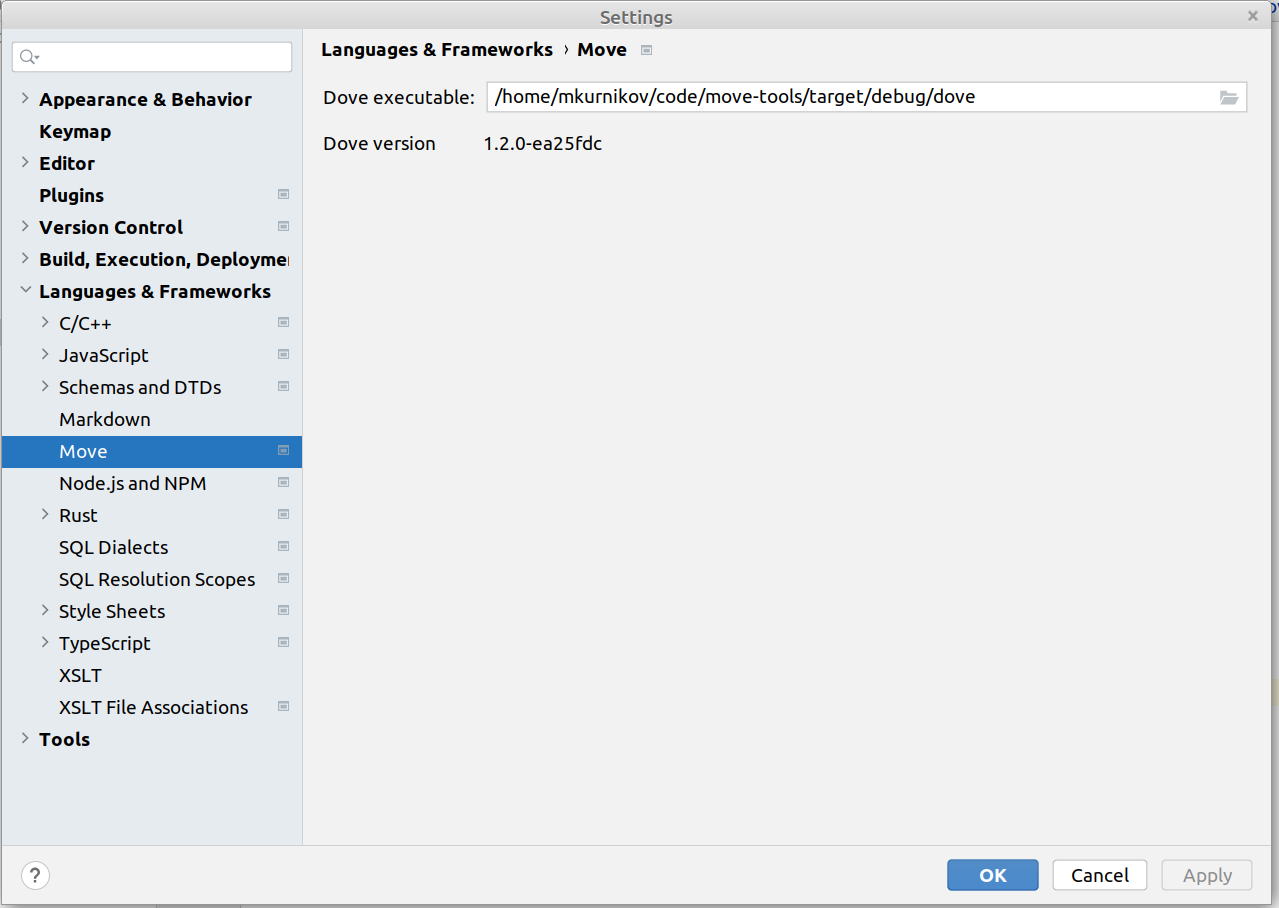 Settings
Languages & Frameworks › Move
Dove executable: /home/mkurnikov/code/move-tools/target/debug/dove
Dove version 1.2.0-ea25fdc
Appearance & Behavior
Keymap
Editor
Plugins
Version Control
Build, Execution, Deploymen
Languages & Frameworks
C/C++
JavaScript
Schemas and DTDs
Markdown
Move
Node.js and NPM
Rust
SQL Dialects
SQL Resolution Scopes
Style Sheets
TypeScript
XSLT
XSLT File Associations
Tools
?
OK Cancel Apply